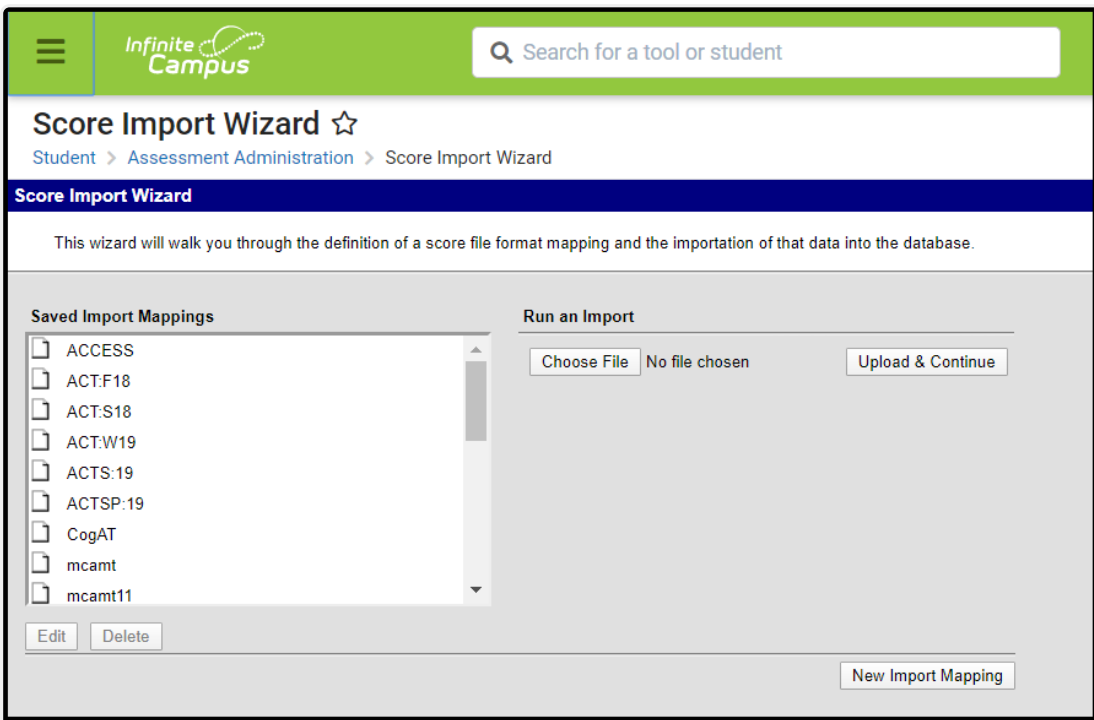 Infinite
Campus
Search for a tool or student
Score Import Wizard
Student > Assessment Administration > Score Import Wizard
Score Import Wizard
This wizard will walk you through the definition of a score file format mapping and the importation of that data into the database.
Saved Import Mappings
ACCESS
ACT:F18
ACT:S18
ACT:W19
ACTS:19
ACTSP:19
CogAT
mcamt
mcamt11
Edit Delete
Run an Import
Choose File No file chosen Upload & Continue
New Import Mapping